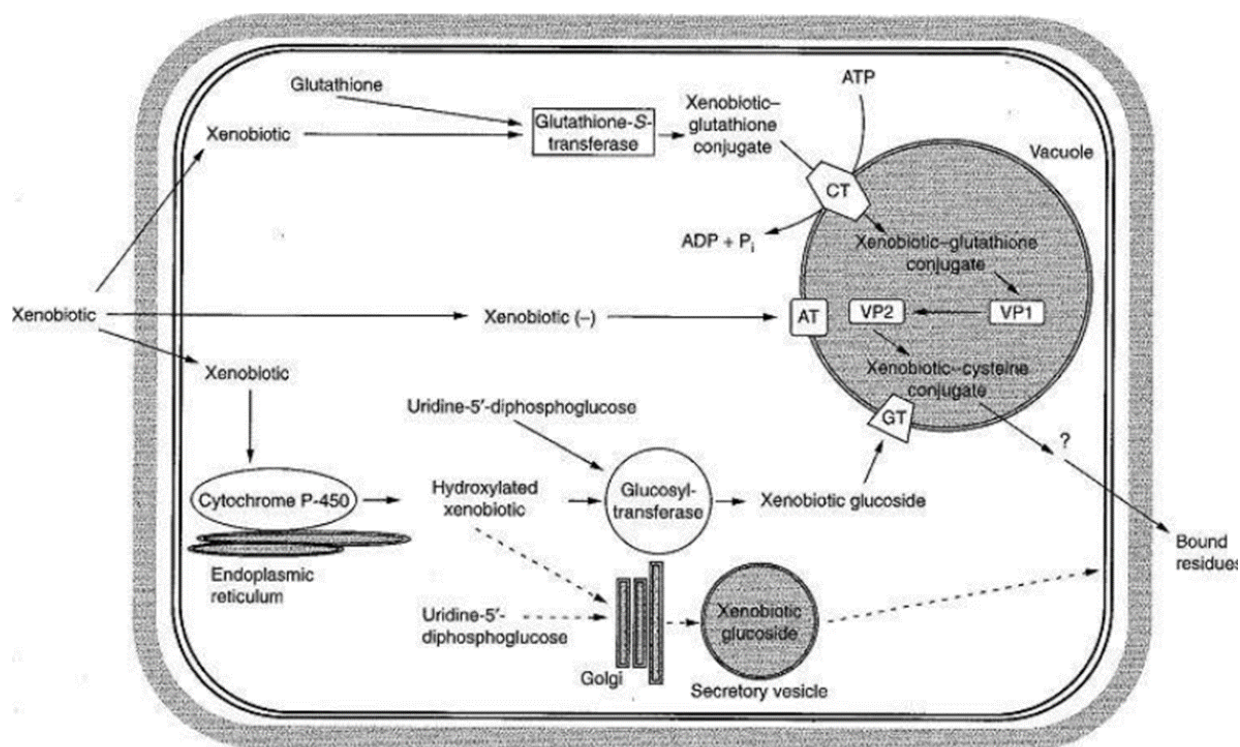 Glutathione
Xenobiotic
Glutathione-S-
transferase
Xenobiotic–
glutathione
conjugate
ATP
Vacuole
CT
ADP + Pi
Xenobiotic–glutathione
conjugate
Xenobiotic
Xenobiotic (–)
AT
VP2
VP1
Xenobiotic–cysteine
conjugate
Xenobiotic
Uridine-5′-diphosphoglucose
GT
?
Cytochrome P-450
Hydroxylated
xenobiotic
Glucosyl-
transferase
Xenobiotic glucoside
Bound
residues
Endoplasmic
reticulum
Uridine-5′-
diphosphoglucose
Xenobiotic
glucoside
Golgi
Secretory vesicle